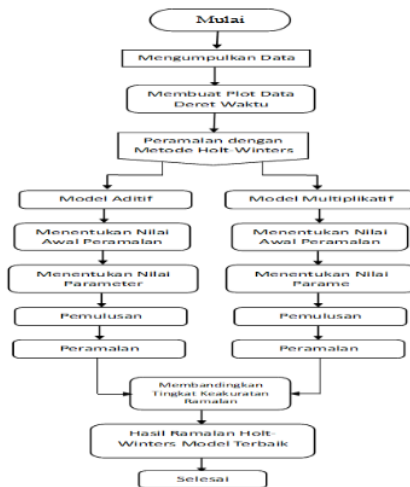 Mulai
Mengumpulkan Data
Membuat Plot Data
Deret Waktu
Peramalan dengan
Metode Holt-Winters
Model Aditif
Menentukan Nilai
Awal Peramalan
Menentukan Nilai
Parameter
Pemulusan
Peramalan
Model Multiplikatif
Menentukan Nilai
Awal Peramalan
Menentukan Nilai
Parame
Pemulusan
Peramalan
Membandingkan
Tingkat Keakuratan
Ramalan
Hasil Ramalan Holt-
Winters Model Terbaik
Selesai